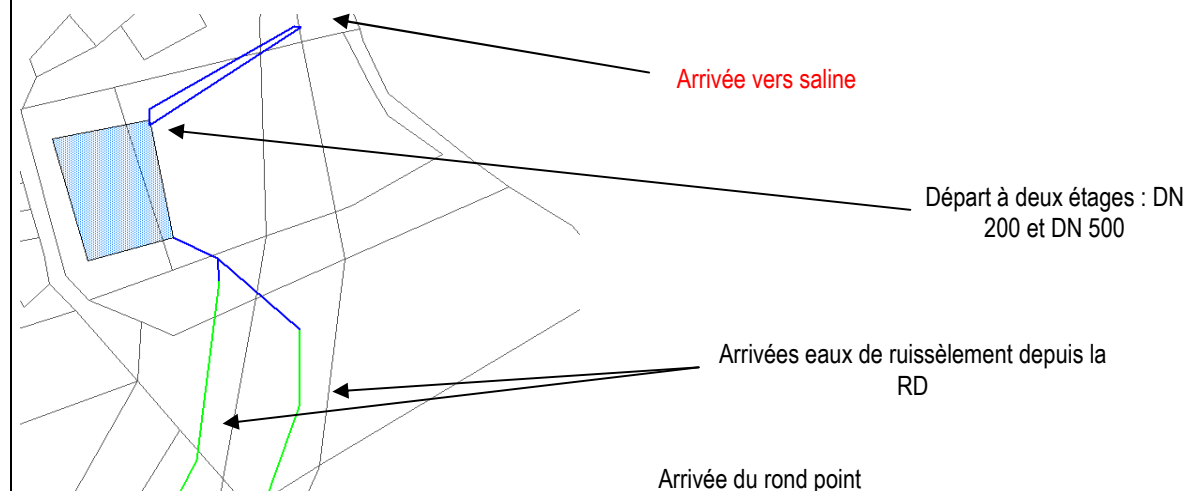 Arrivée vers saline
Départ à deux étages : DN
200 et DN 500
Arrivées eaux de ruissèlement depuis la
RD
Arrivée du rond point